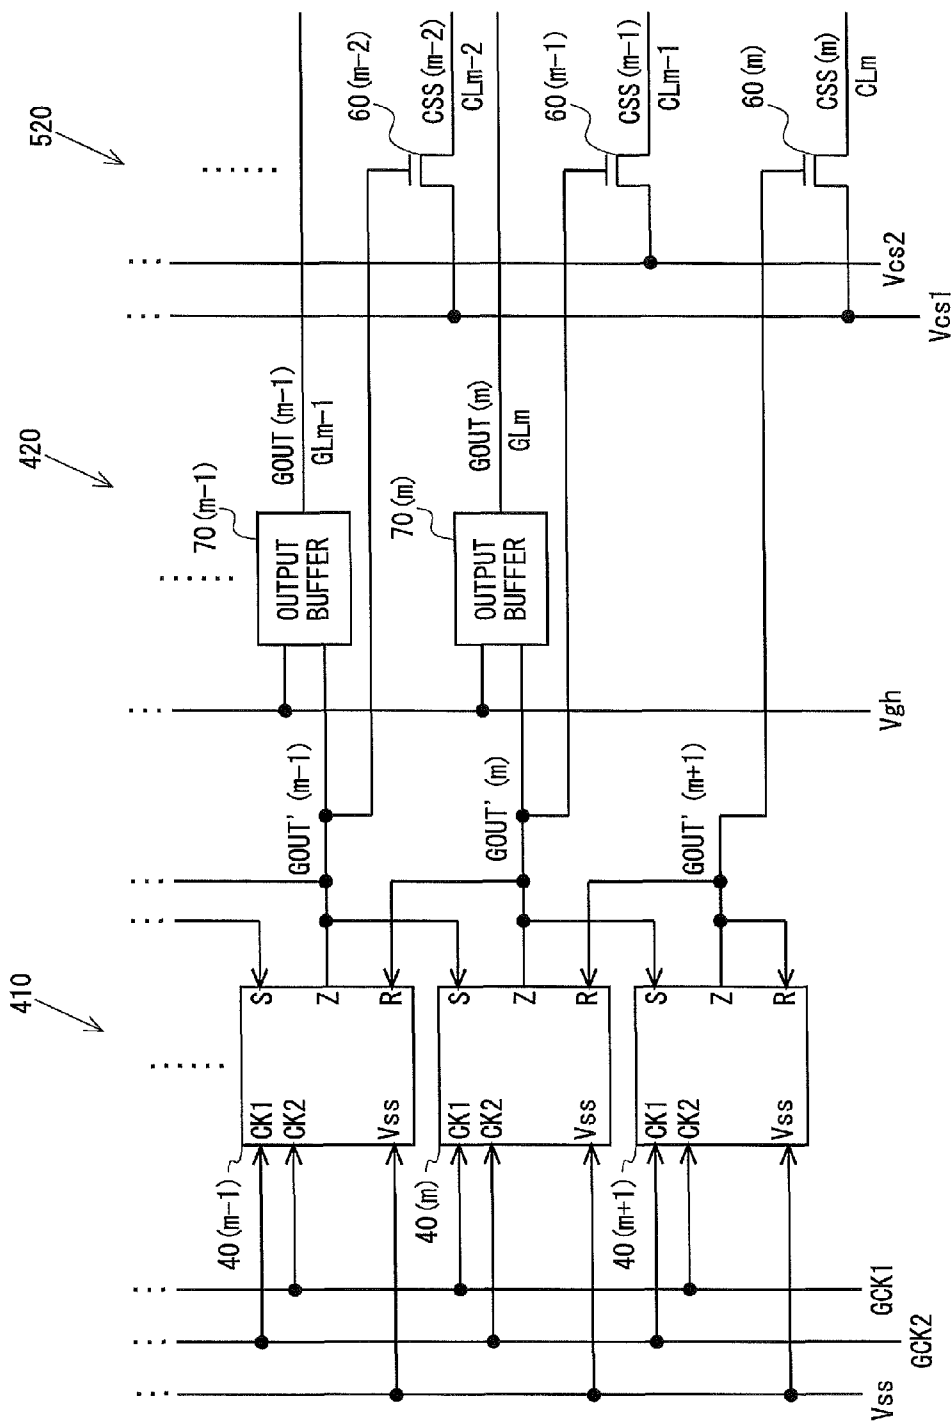 410
420
520
40(m-1)
CK1
CK2
Vss
S
Z
R
GOUT'(m-1)
70(m-1)
OUTPUT
BUFFER
GOUT(m-1)
GLm-1
60(m-2)
CSS(m-2)
CLm-2
40(m)
CK1
CK2
Vss
S
Z
R
GOUT'(m)
70(m)
OUTPUT
BUFFER
GOUT(m)
GLm
60(m-1)
CSS(m-1)
CLm-1
40(m+1)
CK1
CK2
Vss
S
Z
R
GOUT'(m+1)
60(m)
CSS(m)
CLm
Vss
GCK2
GCK1
Vgh
Vcs1
Vcs2